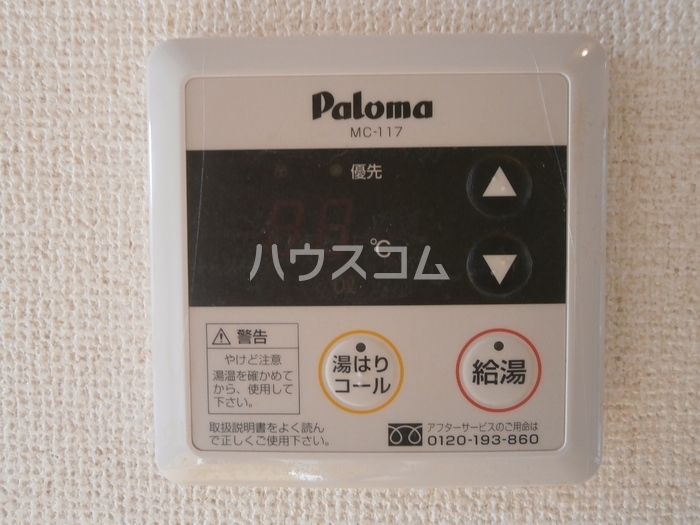 Paloma
MC-117
優先
℃
ハウスコム
▲
▼
⚠ 警告
やけど注意
湯温を確かめて
から、使用して
下さい。
湯はり
コール
給湯
取扱説明書をよく読ん
で正しくご使用下さい。
アフターサービスのご用命は
0120-193-860